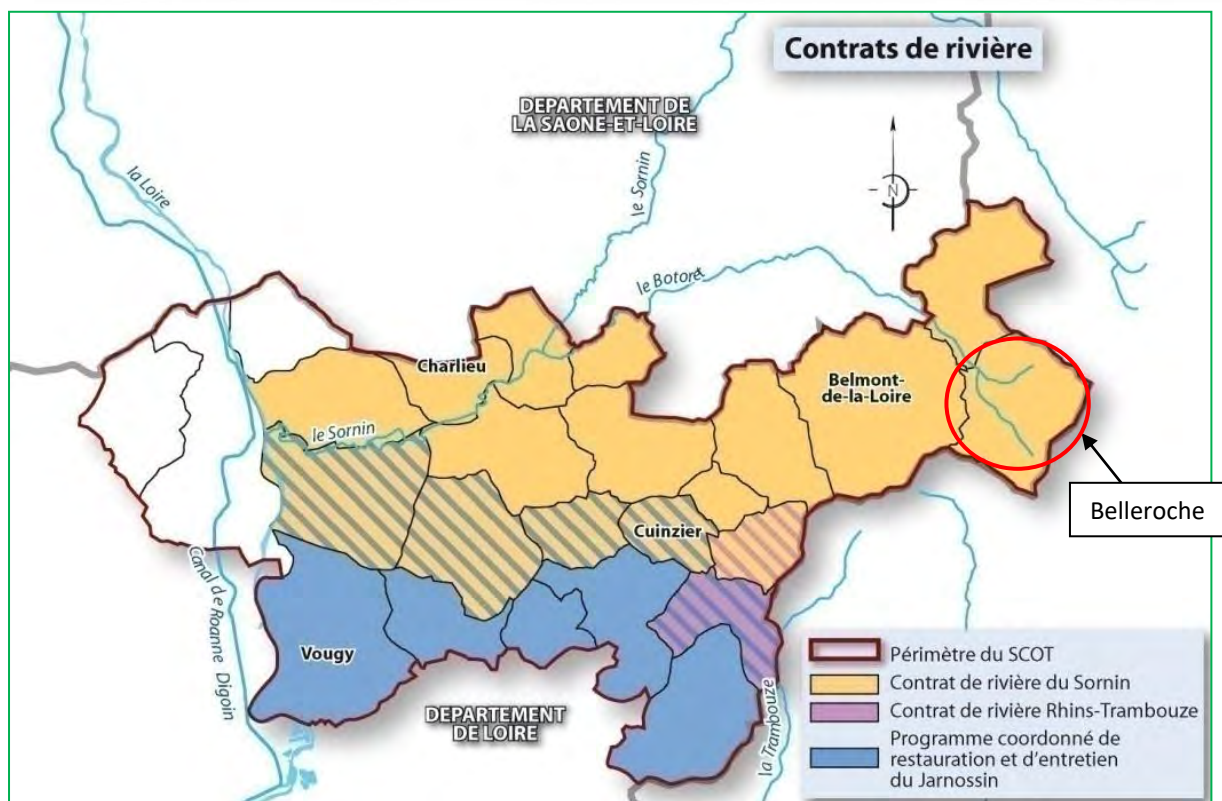 Contrats de rivière
DEPARTEMENT DE
LA SAONE-ET-LOIRE
la Loire
le Sornin
N
le Botoret
Charlieu
Belmont-
de-la-Loire
le Sornin
Belleroche
Cuinzier
Canal de Roanne Digoin
Vougy
DEPARTEMENT
DE LOIRE
la Trambouze
Périmètre du SCOT
Contrat de rivière du Sornin
Contrat de rivière Rhins-Trambouze
Programme coordonné de
restauration et d'entretien
du Jarnossin